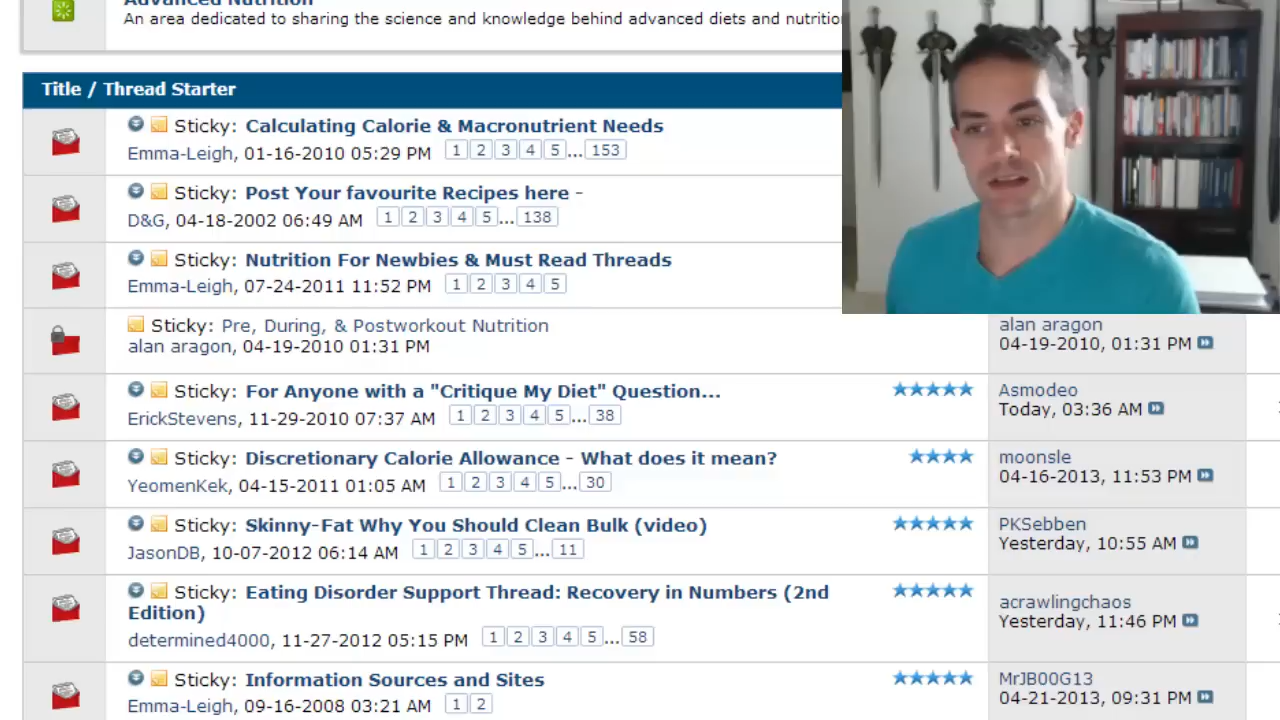 Advanced Nutrition
An area dedicated to sharing the science and knowledge behind advanced diets and nutritio
Title / Thread Starter
Sticky: Calculating Calorie & Macronutrient Needs
Emma-Leigh, 01-16-2010 05:29 PM 1 2 3 4 5 ... 153
Sticky: Post Your favourite Recipes here -
D&G, 04-18-2002 06:49 AM 1 2 3 4 5 ... 138
Sticky: Nutrition For Newbies & Must Read Threads
Emma-Leigh, 07-24-2011 11:52 PM 1 2 3 4 5
Sticky: Pre, During, & Postworkout Nutrition
alan aragon, 04-19-2010 01:31 PM
alan aragon
04-19-2010, 01:31 PM
Sticky: For Anyone with a "Critique My Diet" Question...
ErickStevens, 11-29-2010 07:37 AM 1 2 3 4 5 ... 38
Asmodeo
Today, 03:36 AM
Sticky: Discretionary Calorie Allowance - What does it mean?
YeomenKek, 04-15-2011 01:05 AM 1 2 3 4 5 ... 30
moonsle
04-16-2013, 11:53 PM
Sticky: Skinny-Fat Why You Should Clean Bulk (video)
JasonDB, 10-07-2012 06:14 AM 1 2 3 4 5 ... 11
PKSebben
Yesterday, 10:55 AM
Sticky: Eating Disorder Support Thread: Recovery in Numbers (2nd
Edition)
determined4000, 11-27-2012 05:15 PM 1 2 3 4 5 ... 58
acrawlingchaos
Yesterday, 11:46 PM
Sticky: Information Sources and Sites
Emma-Leigh, 09-16-2008 03:21 AM 1 2
MrJB00G13
04-21-2013, 09:31 PM